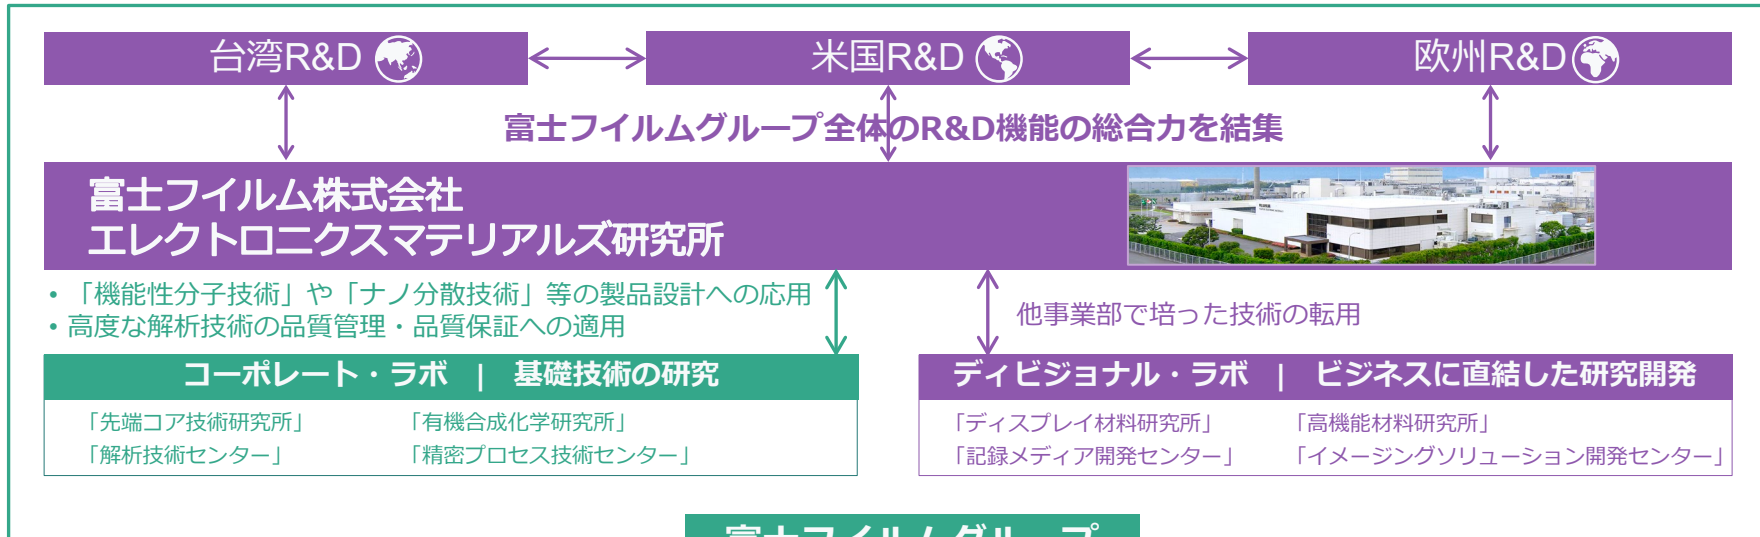 台湾R&D
米国R&D
欧州R&D
富士フイルムグループ全体のR&D機能の総合力を結集
富士フイルム株式会社
エレクトロニクスマテリアルズ研究所
• 「機能性分子技術」や「ナノ分散技術」等の製品設計への応用
• 高度な解析技術の品質管理・品質保証への適用
他事業部で培った技術の転用
コーポレート・ラボ | 基礎技術の研究
「先端コア技術研究所」 「有機合成化学研究所」
「解析技術センター」 「精密プロセス技術センター」
ディビジョナル・ラボ | ビジネスに直結した研究開発
「ディスプレイ材料研究所」 「高機能材料研究所」
「記録メディア開発センター」 「イメージングソリューション開発センター」
富士フイルムグループ